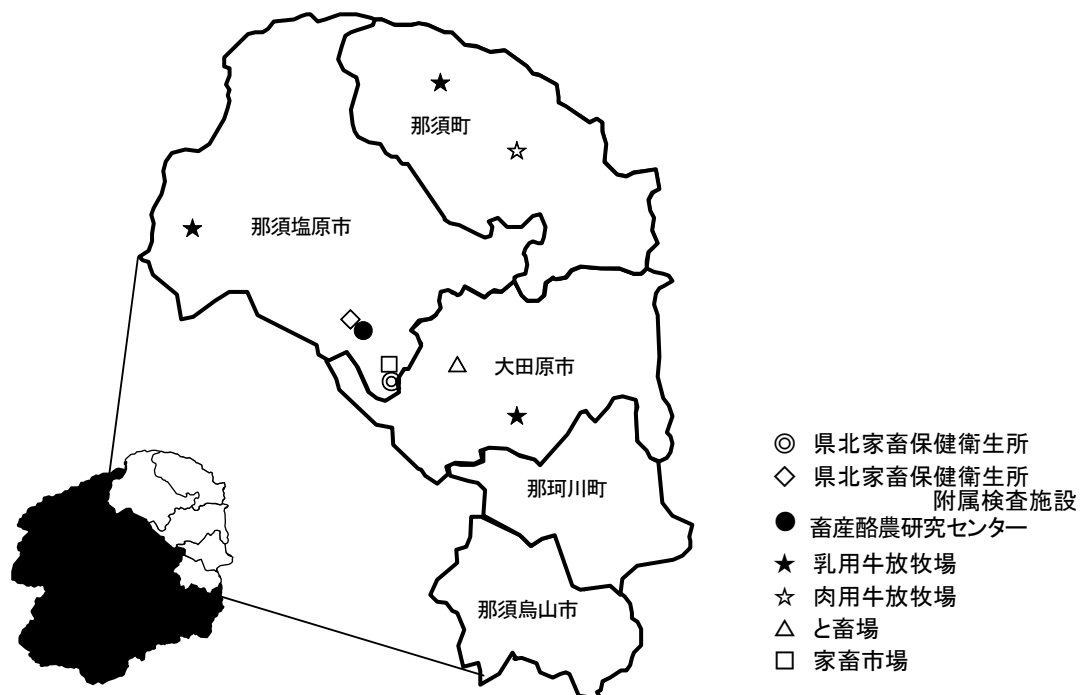 那須町
那須塩原市
大田原市
那珂川町
那須烏山市
◎ 県北家畜保健衛生所
◇ 県北家畜保健衛生所
附属検査施設
● 畜産酪農研究センター
★ 乳用牛放牧場
☆ 肉用牛放牧場
△ と畜場
□ 家畜市場